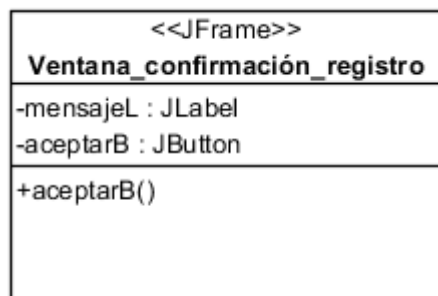 <<JFrame>>
Ventana_confirmación_registro
-mensajeL : JLabel
-aceptarB : JButton
+aceptarB()